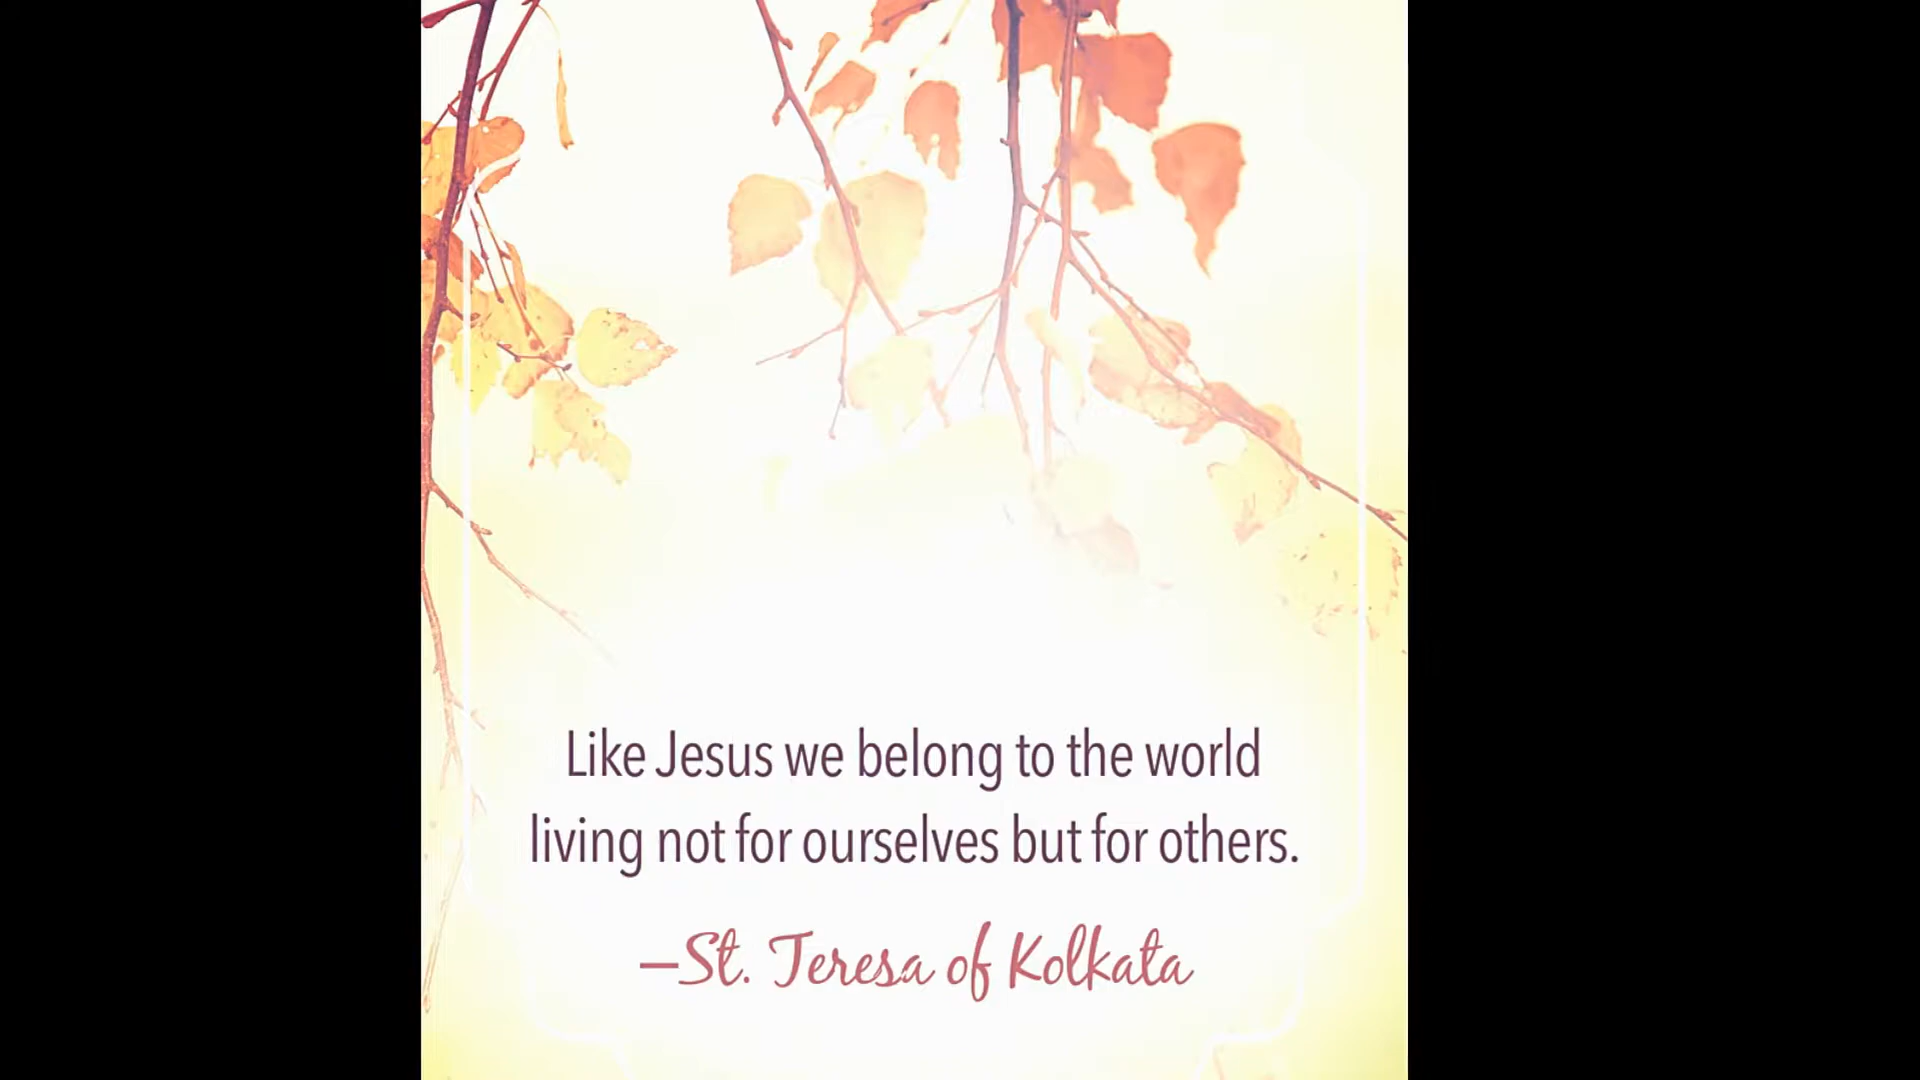 Like Jesus we belong to the world
living not for ourselves but for others.
—St. Teresa of Kolkata